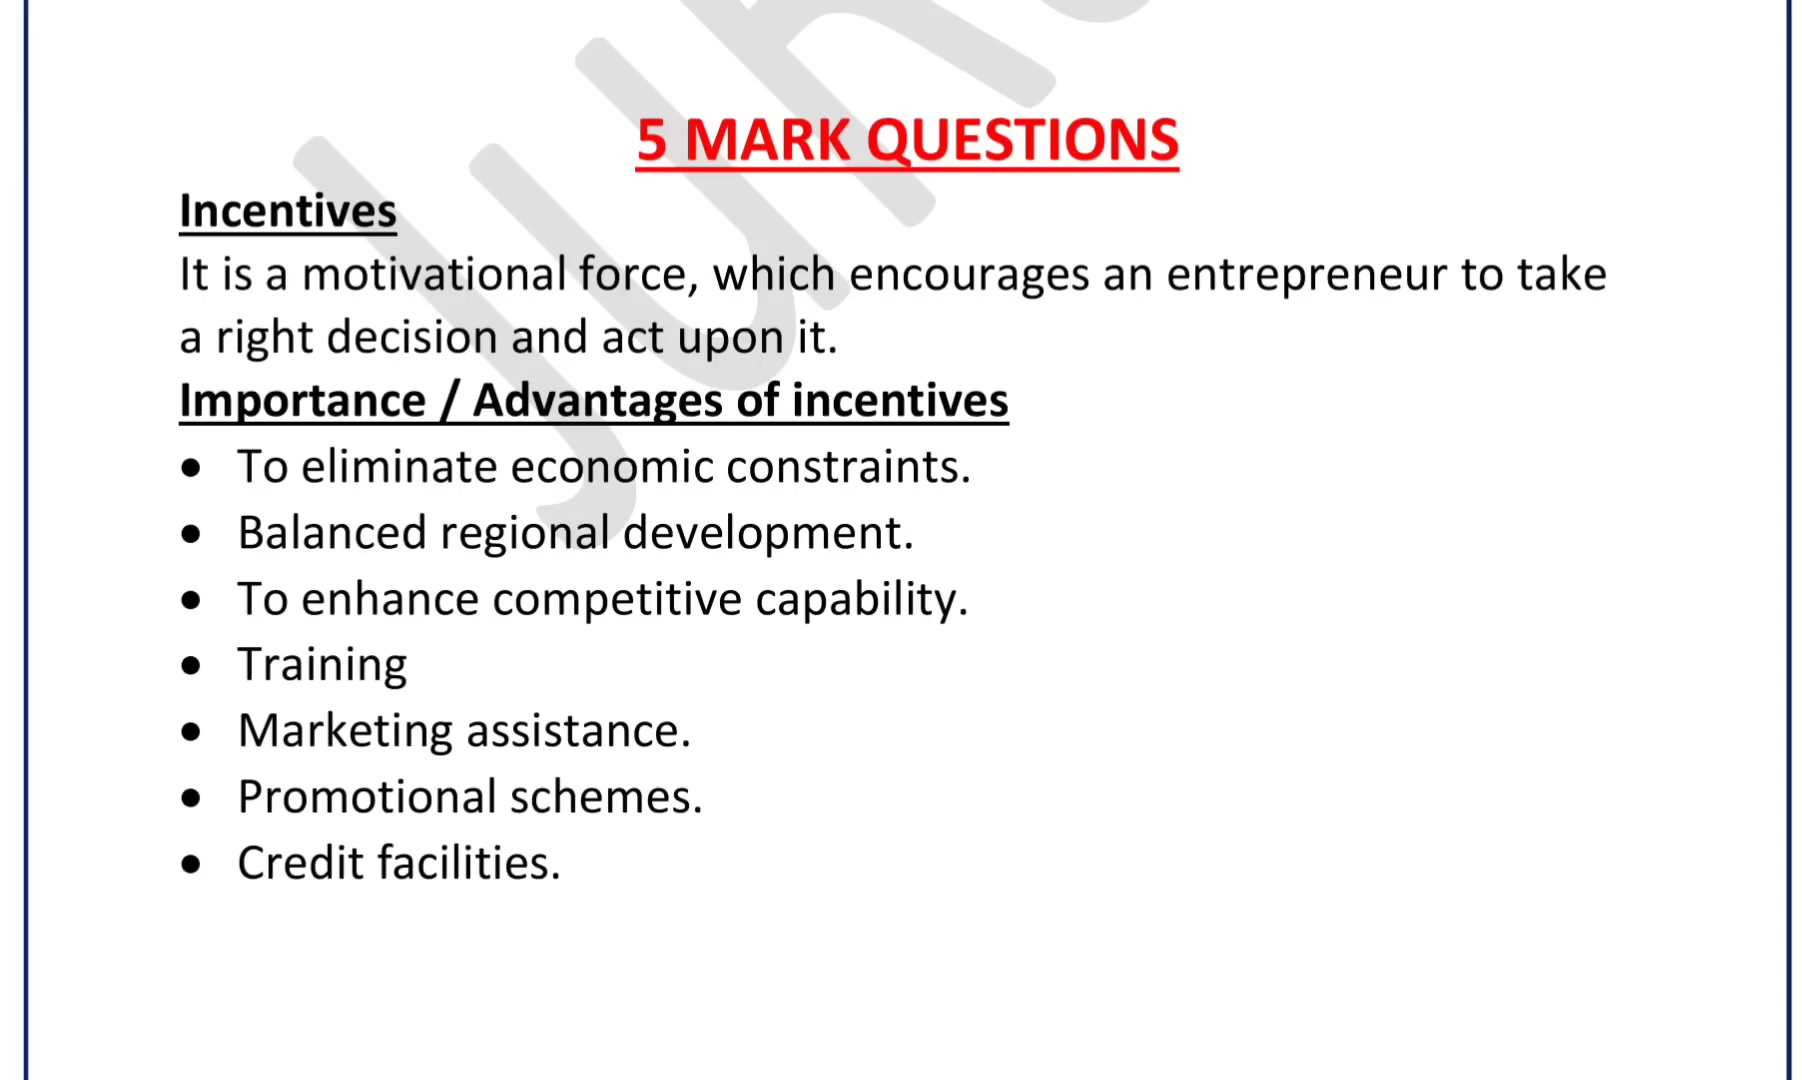 5 MARK QUESTIONS
Incentives
It is a motivational force, which encourages an entrepreneur to take
a right decision and act upon it.
Importance / Advantages of incentives
• To eliminate economic constraints.
• Balanced regional development.
• To enhance competitive capability.
• Training
• Marketing assistance.
• Promotional schemes.
• Credit facilities.